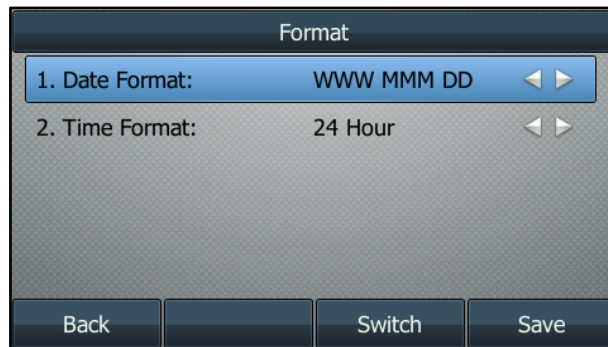 Format
1. Date Format: WWW MMM DD
2. Time Format: 24 Hour
Back Switch Save